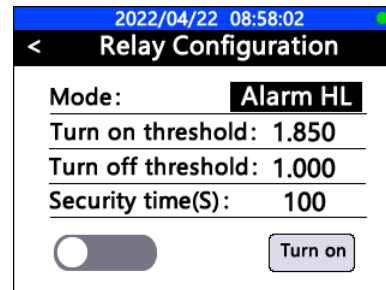 2022/04/22 08:58:02
< Relay Configuration
Mode: Alarm HL
Turn on threshold: 1.850
Turn off threshold: 1.000
Security time(S): 100
Turn on